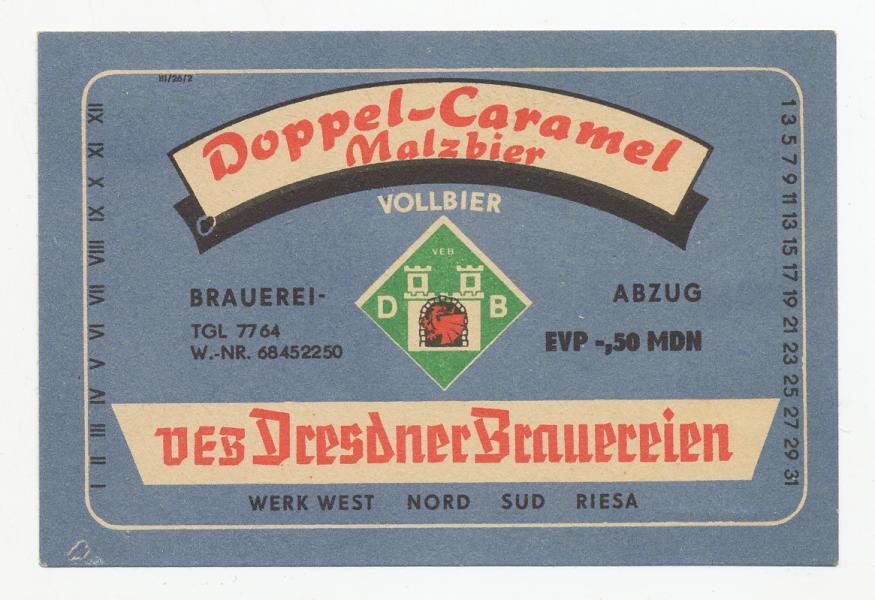 III/26/2
Doppel-Caramel
Malzbier
VOLLBIER
VEB
D B
BRAUEREI- ABZUG
TGL 7764
W.-NR. 68452250
EVP -,50 MDN
VEB Dresdner Brauereien
WERK WEST NORD SUD RIESA
I II III IV V VI VII VIII IX X XI XII
1 3 5 7 9 11 13 15 17 19 21 23 25 27 29 31